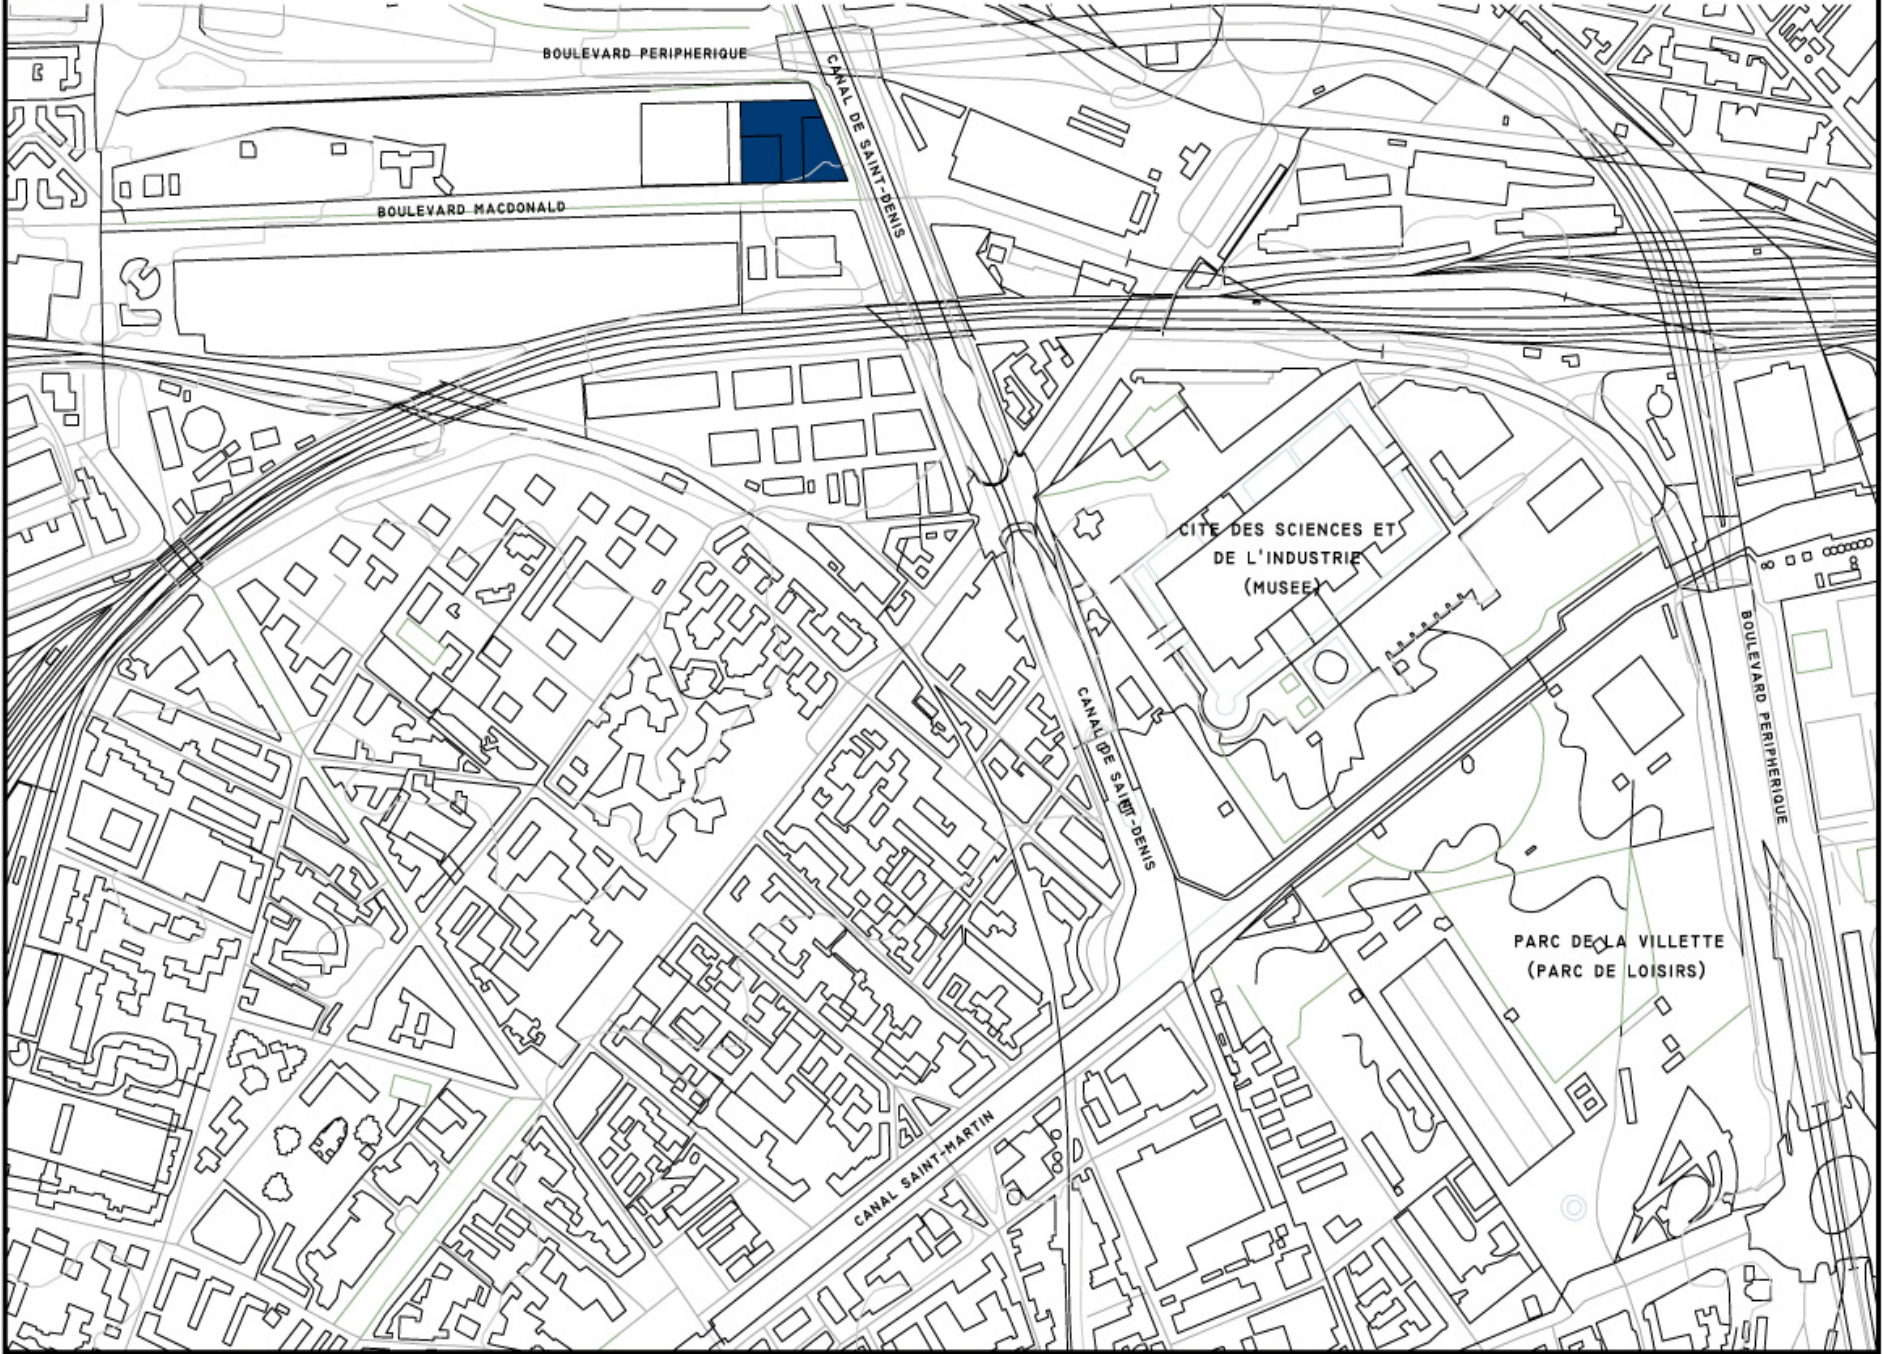 BOULEVARD PERIPHERIQUE
CANAL DE SAINT-DENIS
BOULEVARD MACDONALD
CITE DES SCIENCES ET
DE L'INDUSTRIE
(MUSEE)
BOULEVARD PERIPHERIQUE
CANAL DE SAINT-DENIS
PARC DE LA VILLETTE
(PARC DE LOISIRS)
CANAL SAINT-MARTIN